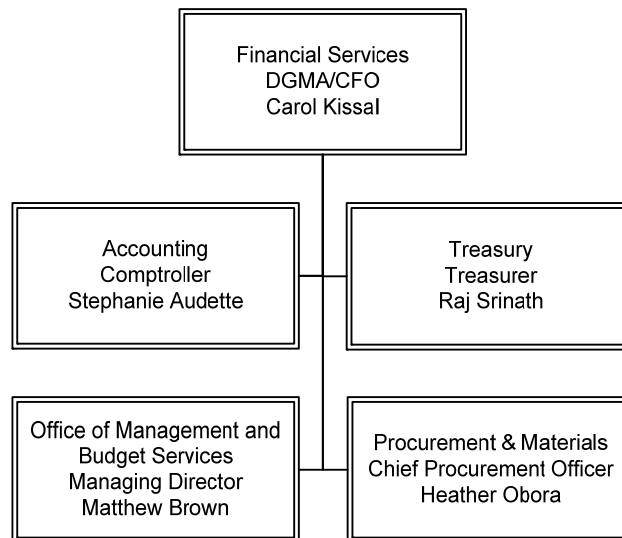 Financial Services
DGMA/CFO
Carol Kissal
Accounting
Comptroller
Stephanie Audette
Treasury
Treasurer
Raj Srinath
Office of Management and
Budget Services
Managing Director
Matthew Brown
Procurement & Materials
Chief Procurement Officer
Heather Obora